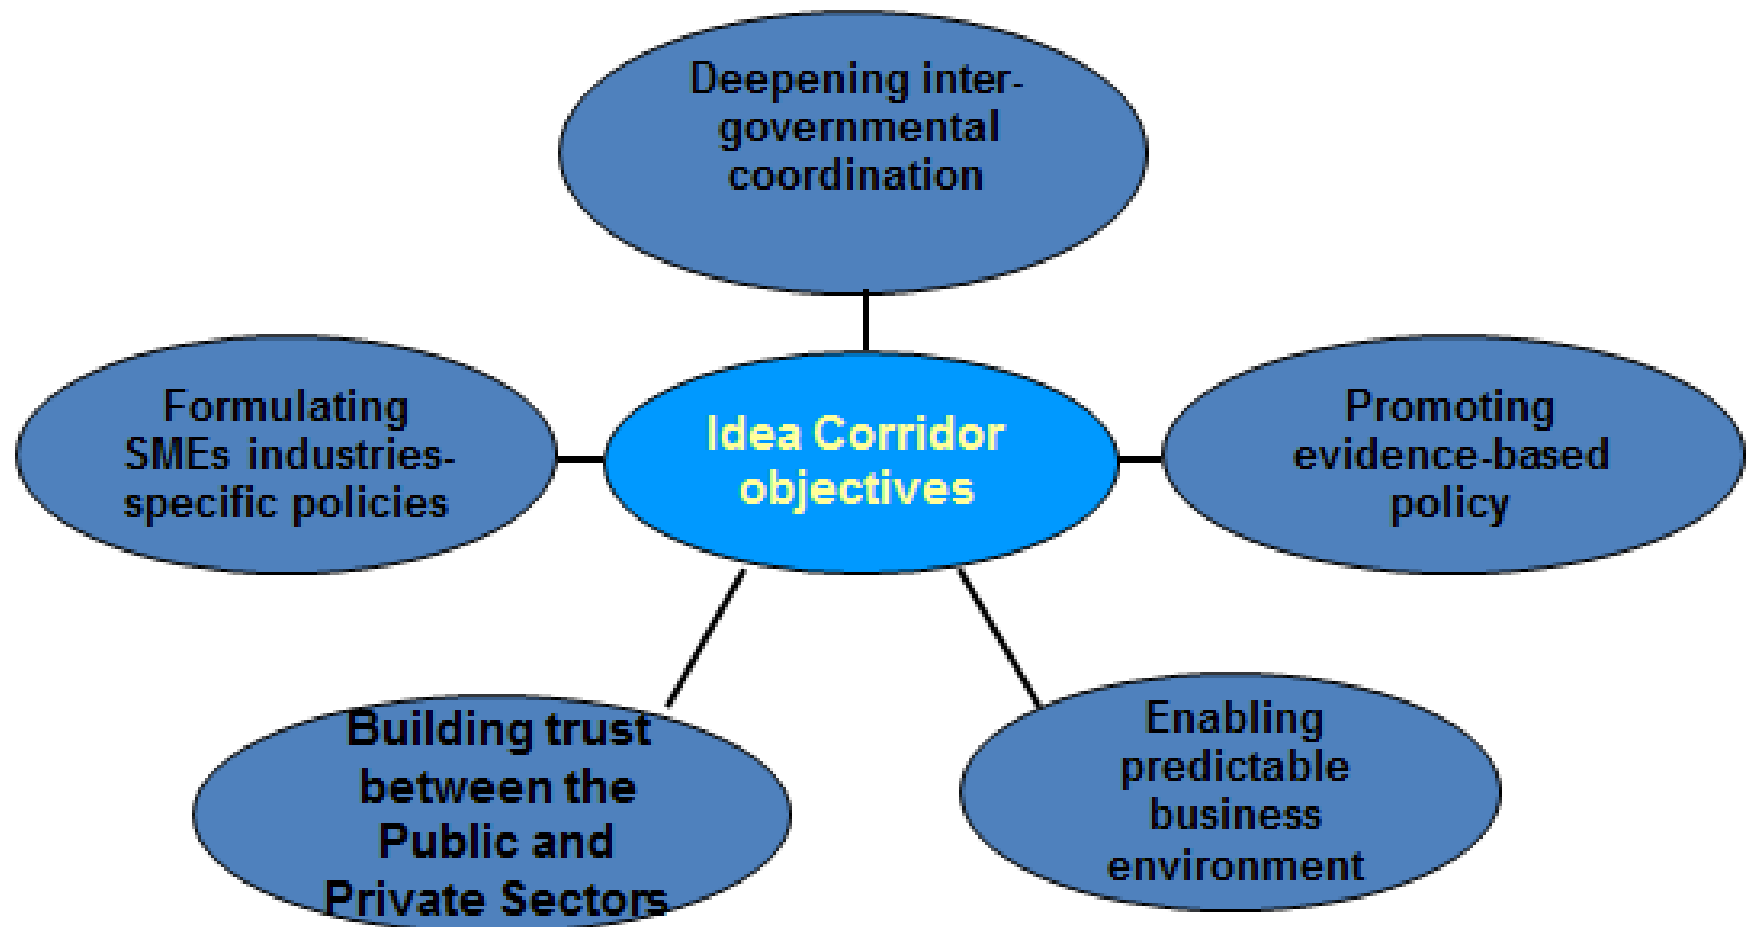 Deepening inter-
governmental
coordination
Formulating
SMEs industries-
specific policies
Idea Corridor
objectives
Promoting
evidence-based
policy
Building trust
between the
Public and
Private Sectors
Enabling
predictable
business
environment